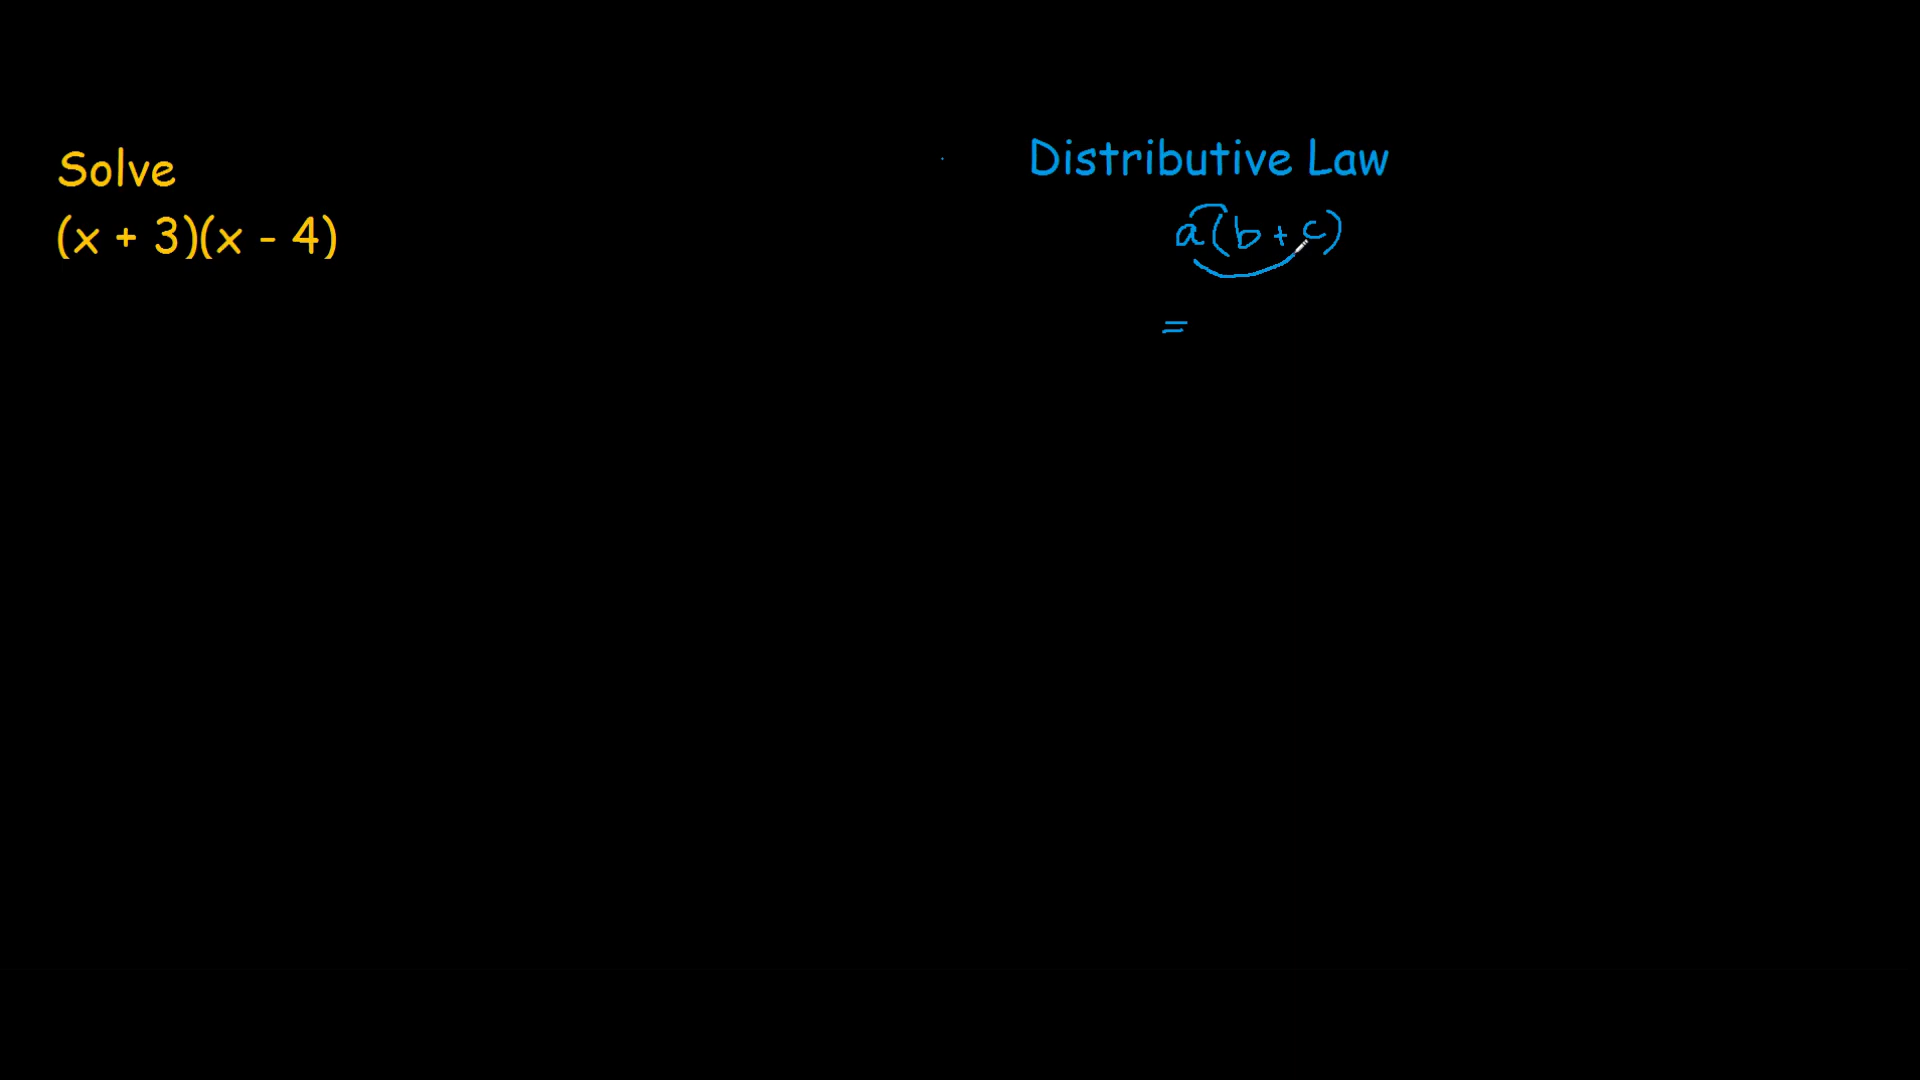 Solve
(x + 3)(x - 4)
Distributive Law
a(b + c)
=